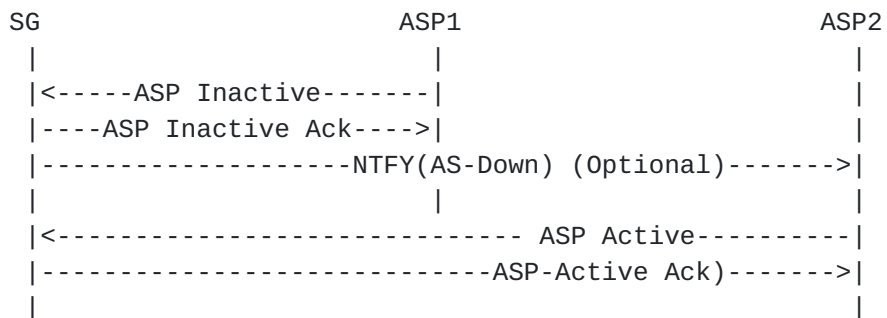 SG ASP1 ASP2
| | |
|<-----ASP Inactive-------| |
|----ASP Inactive Ack---->| |
|--------------------NTFY(AS-Down) (Optional)------->|
| | |
|<------------------------------ ASP Active----------|
|-----------------------------ASP-Active Ack)------->|
| |